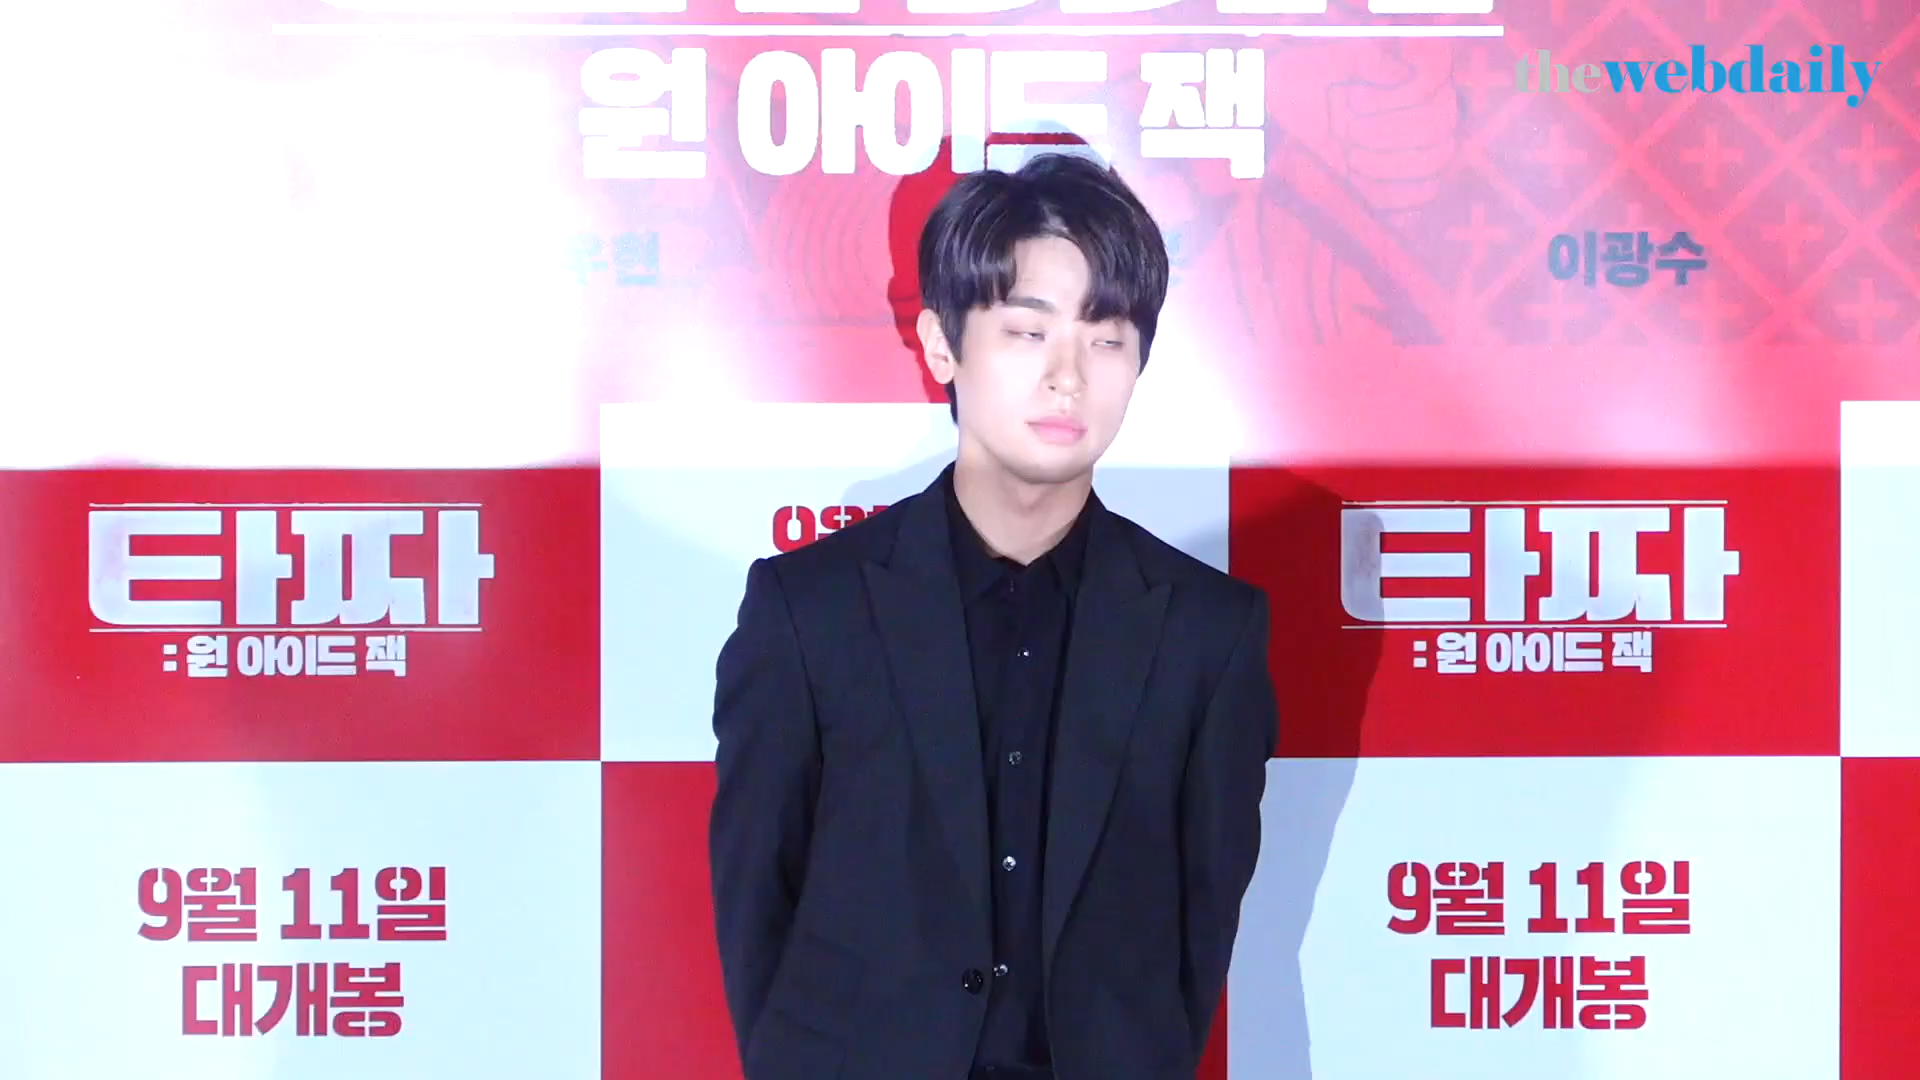 원 아이드 잭
thewebdaily
우현
이광수
타짜
: 원 아이드 잭
타짜
: 원 아이드 잭
9월 11일
대개봉
9월 11일
대개봉